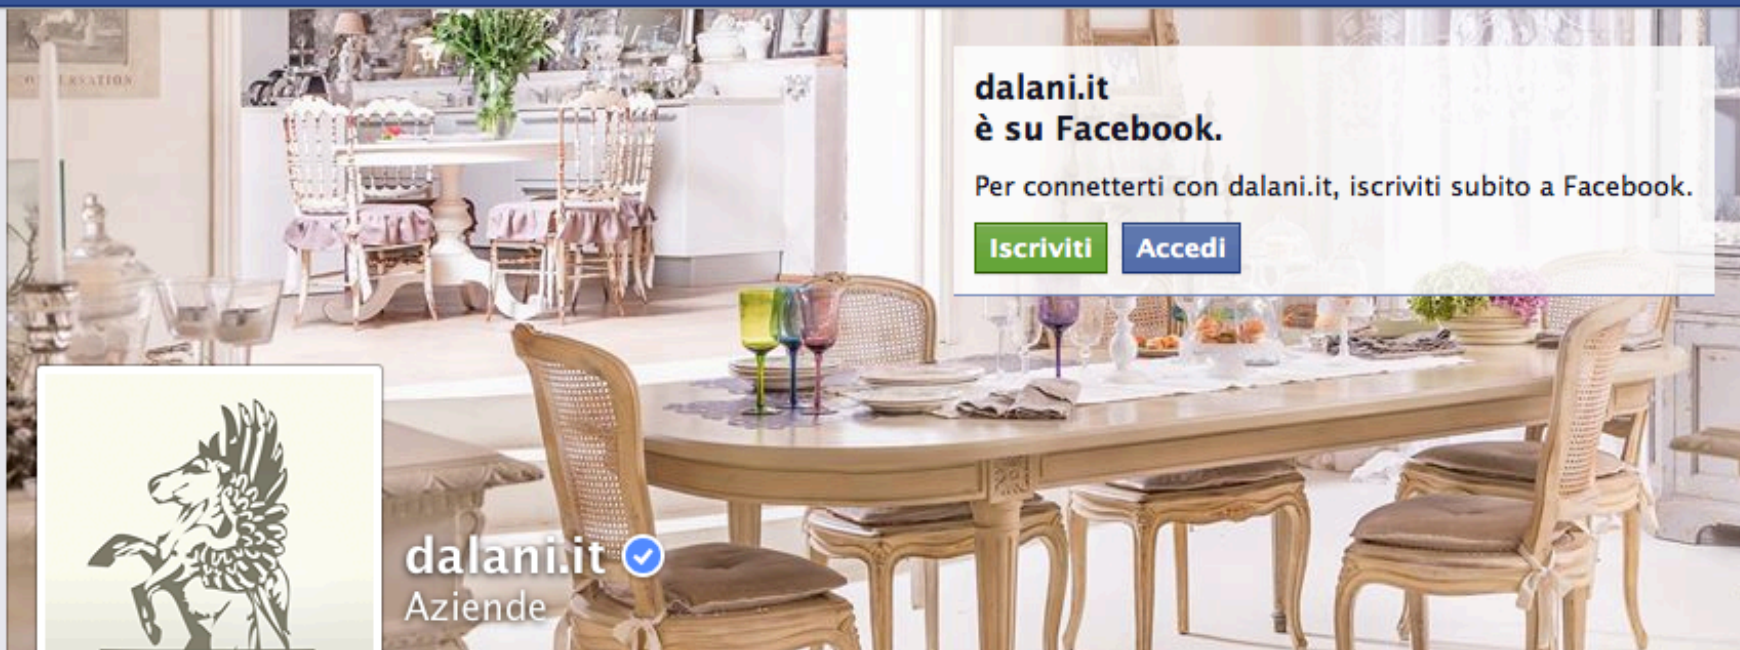 dalani.it
è su Facebook.
Per connetterti con dalani.it, iscriviti subito a Facebook.
Iscriviti
Accedi
dalani.it
Aziende